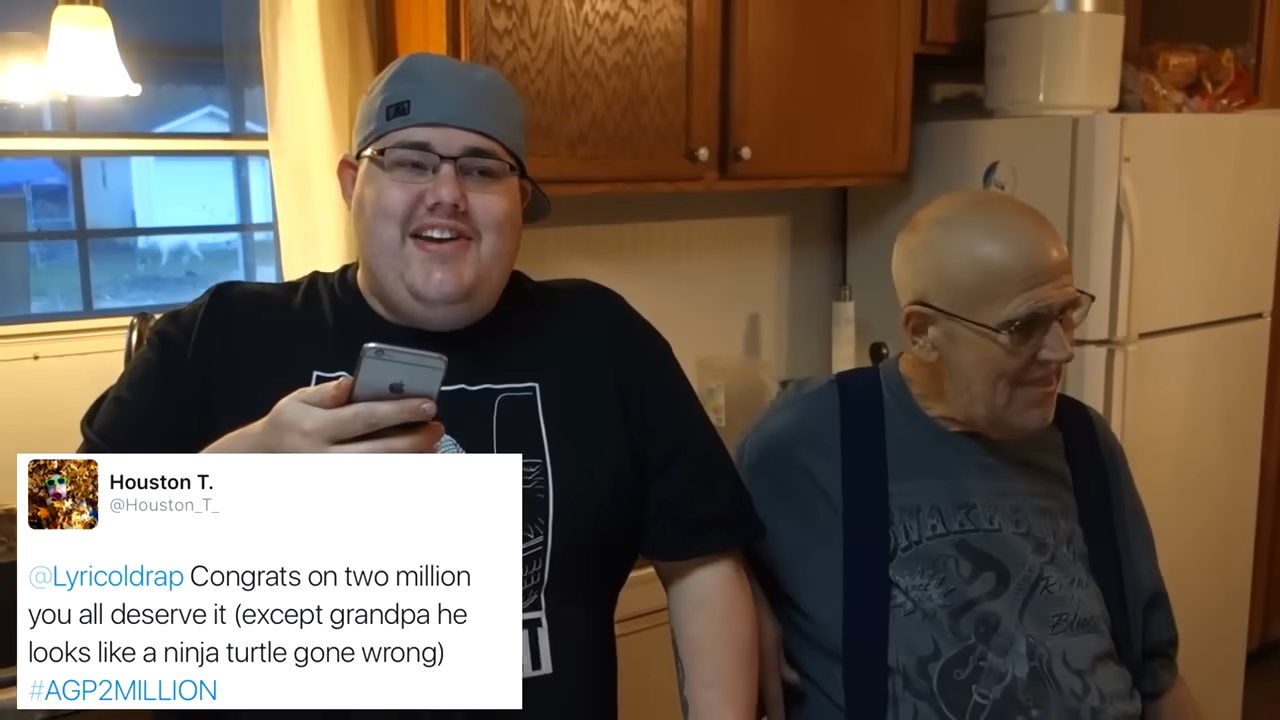 Houston T.
@Houston_T_
@Lyricoldrap Congrats on two million
you all deserve it (except grandpa he
looks like a ninja turtle gone wrong)
#AGP2MILLION